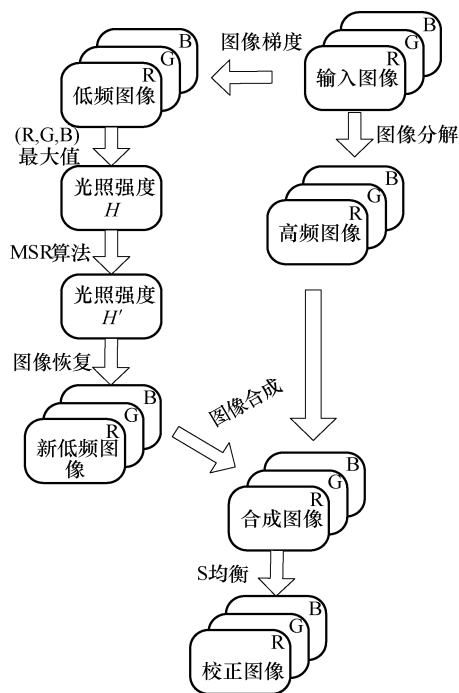 B
G
R
低频图像
图像梯度
B
G
R
输入图像
(R,G,B)
最大值
图像分解
光照强度
H
B
G
R
高频图像
MSR算法
光照强度
H′
图像恢复
B
G
R
新低频图
像
图像合成
B
G
R
合成图像
S均衡
B
G
R
校正图像